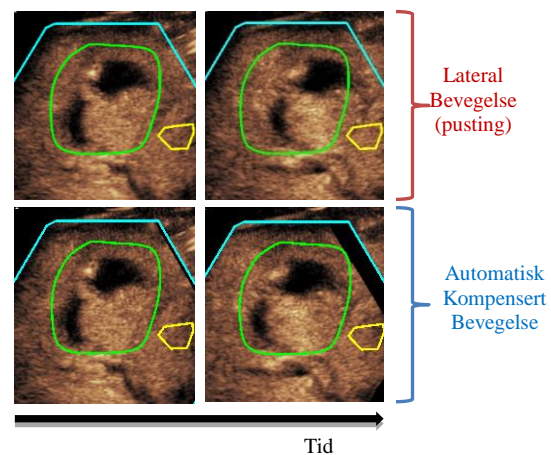 Lateral
Bevegelse
(pusting)
Automatisk
Kompensert
Bevegelse
Tid